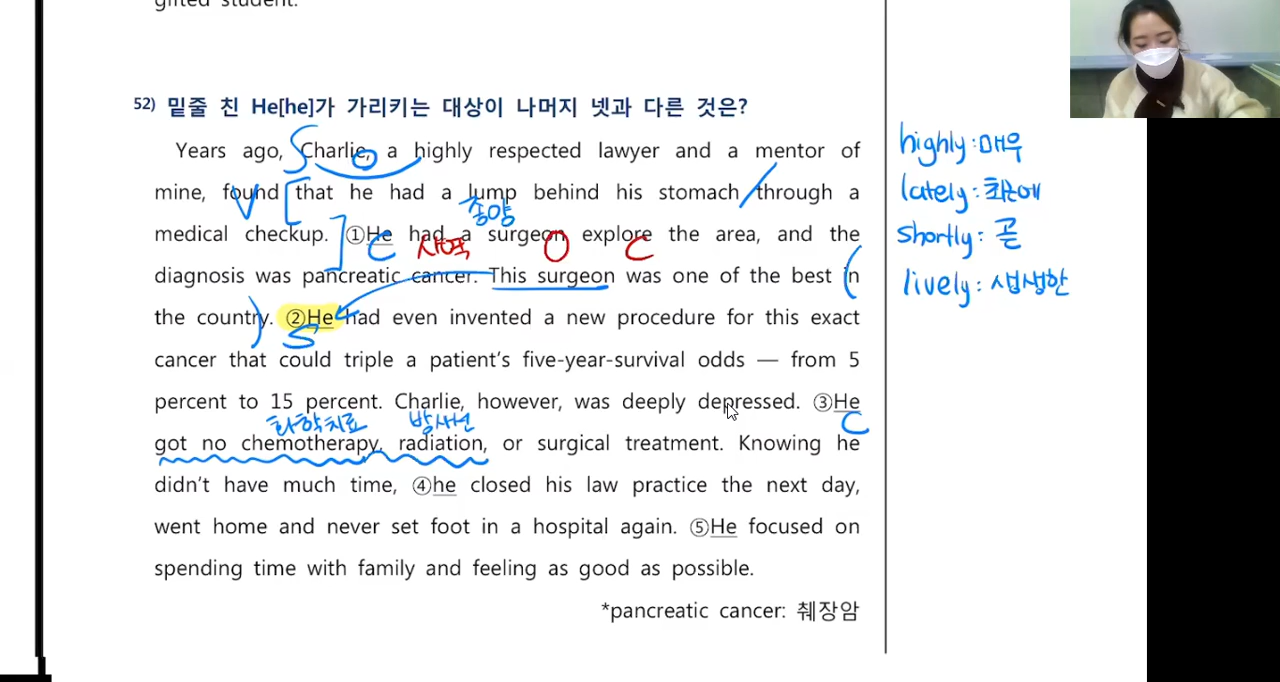 gifted student.
52) 밑줄 친 He[he]가 가리키는 대상이 나머지 넷과 다른 것은?
Years ago, Charlie, a highly respected lawyer and a mentor of
mine, found that he had a lump behind his stomach through a
종양
medical checkup. ①He had a surgeon explore the area, and the
C 사역 O C
diagnosis was pancreatic cancer. This surgeon was one of the best in
the country. ②He had even invented a new procedure for this exact
S
cancer that could triple a patient's five-year-survival odds — from 5
percent to 15 percent. Charlie, however, was deeply depressed. ③He
화학치료 방사선 C
got no chemotherapy, radiation, or surgical treatment. Knowing he
didn't have much time, ④he closed his law practice the next day,
went home and never set foot in a hospital again. ⑤He focused on
spending time with family and feeling as good as possible.
*pancreatic cancer: 췌장암
highly: 매우
lately: 최근에
shortly: 곧
lively: 생생한